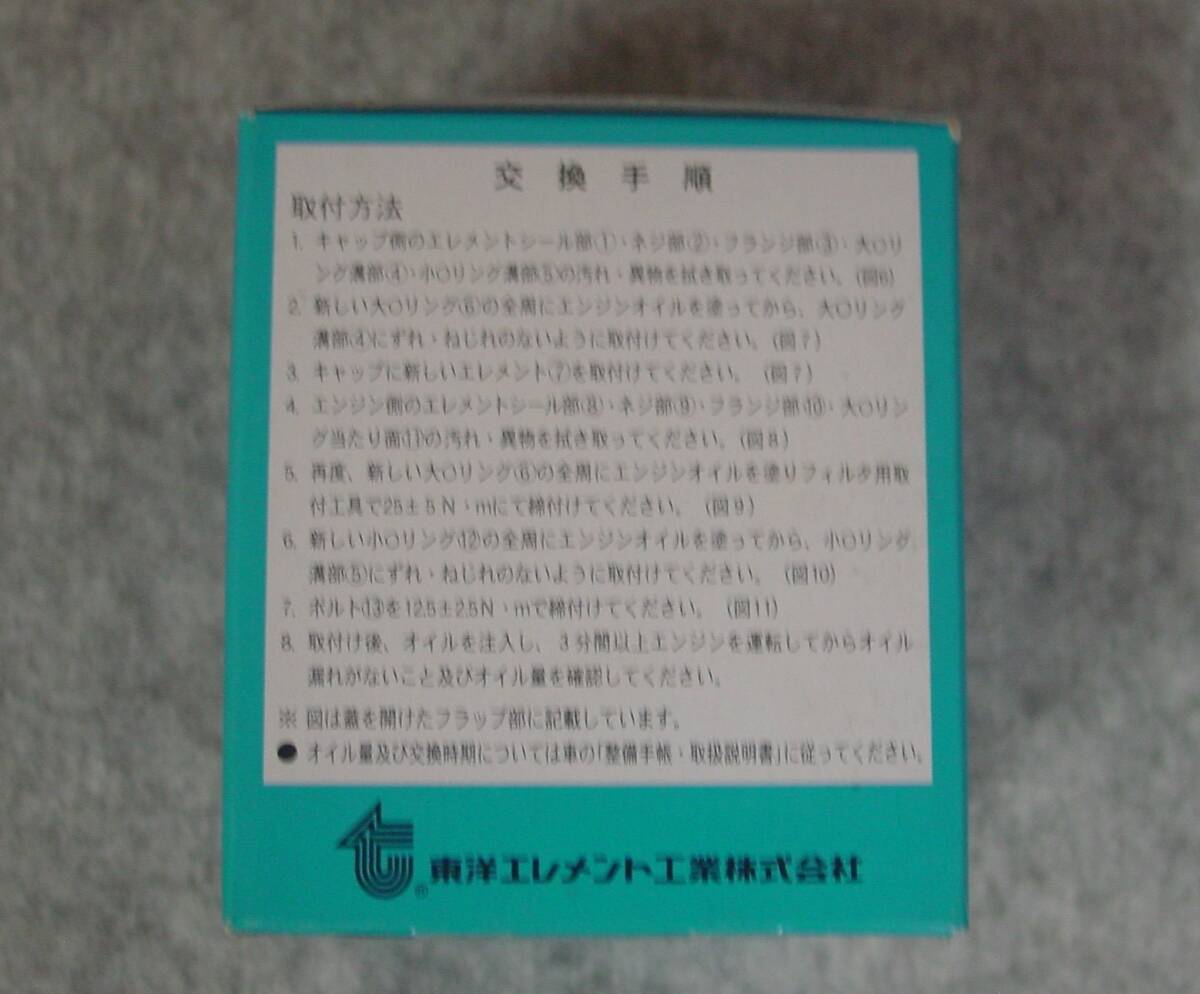 交換手順
取付方法
1. キャップ側のエレメントシール部①・ネジ部②・フランジ部③・大Oリ
ング溝部④・小Oリング溝部⑤の汚れ・異物を拭き取ってください。(図6)
2. 新しい大Oリング⑥の全周にエンジンオイルを塗ってから、大Oリング
溝部④にずれ・ねじれのないように取付けてください。(図7)
3. キャップに新しいエレメント⑦を取付けてください。(図7)
4. エンジン側のエレメントシール部⑧・ネジ部⑨・フランジ部⑩・大Oリン
グ当たり面⑪の汚れ・異物を拭き取ってください。(図8)
5. 再度、新しい大Oリング⑥の全周にエンジンオイルを塗りフィルタ用取
付工具で25±5N・mにて締付けてください。(図9)
6. 新しい小Oリング⑫の全周にエンジンオイルを塗ってから、小Oリング
溝部⑤にずれ・ねじれのないように取付けてください。(図10)
7. ボルト⑬を12.5±2.5N・mで締付けてください。(図11)
8. 取付け後、オイルを注入し、3分間以上エンジンを運転してからオイル
漏れがないこと及びオイル量を確認してください。
※ 図は蓋を開けたフラップ部に記載しています。
● オイル量及び交換時期については車の「整備手帳・取扱説明書」に従ってください。
® 東洋エレメント工業株式会社